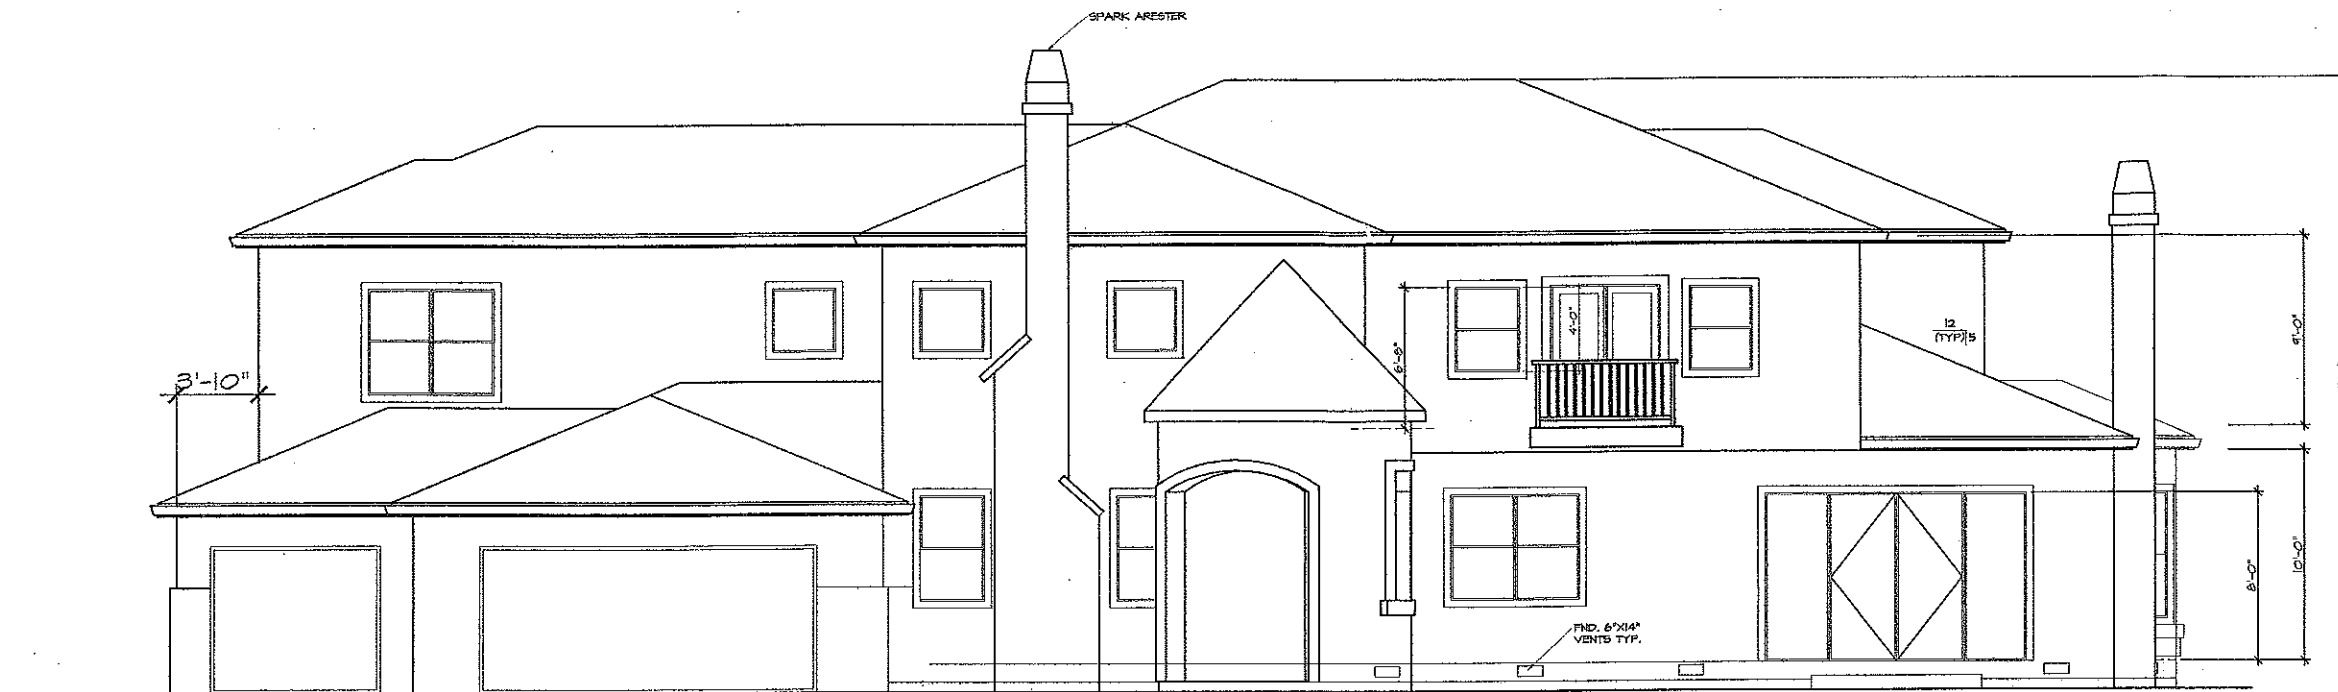 SPARK ARESTER
3'-10"
6'-8"
4'-0"
12
(TYP) 5
9'-0"
10'-0"
8'-0"
FND. 6"X14"
VENTS TYP.